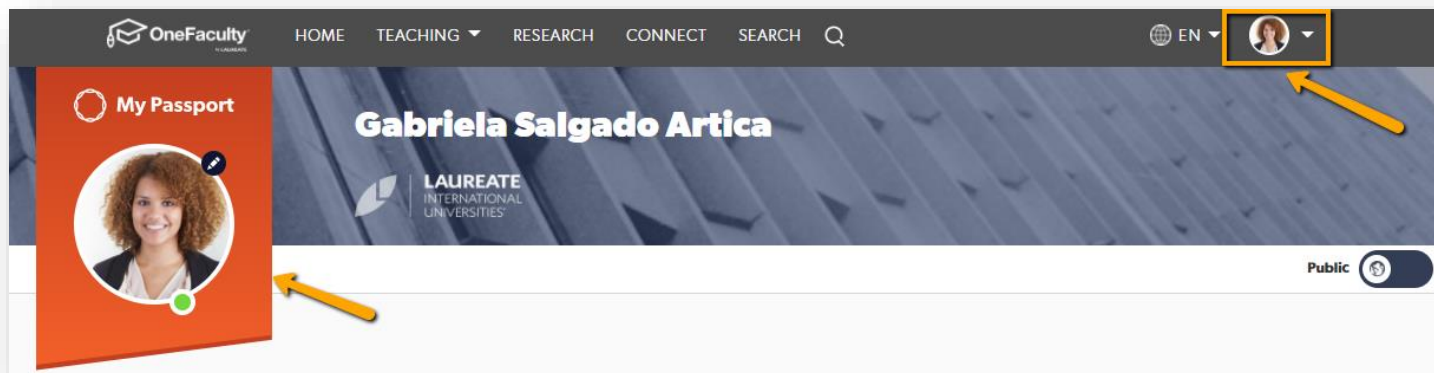 OneFaculty
HOME TEACHING RESEARCH CONNECT SEARCH EN
My Passport
Gabriela Salgado Artica
LAUREATE
INTERNATIONAL
UNIVERSITIES
Public